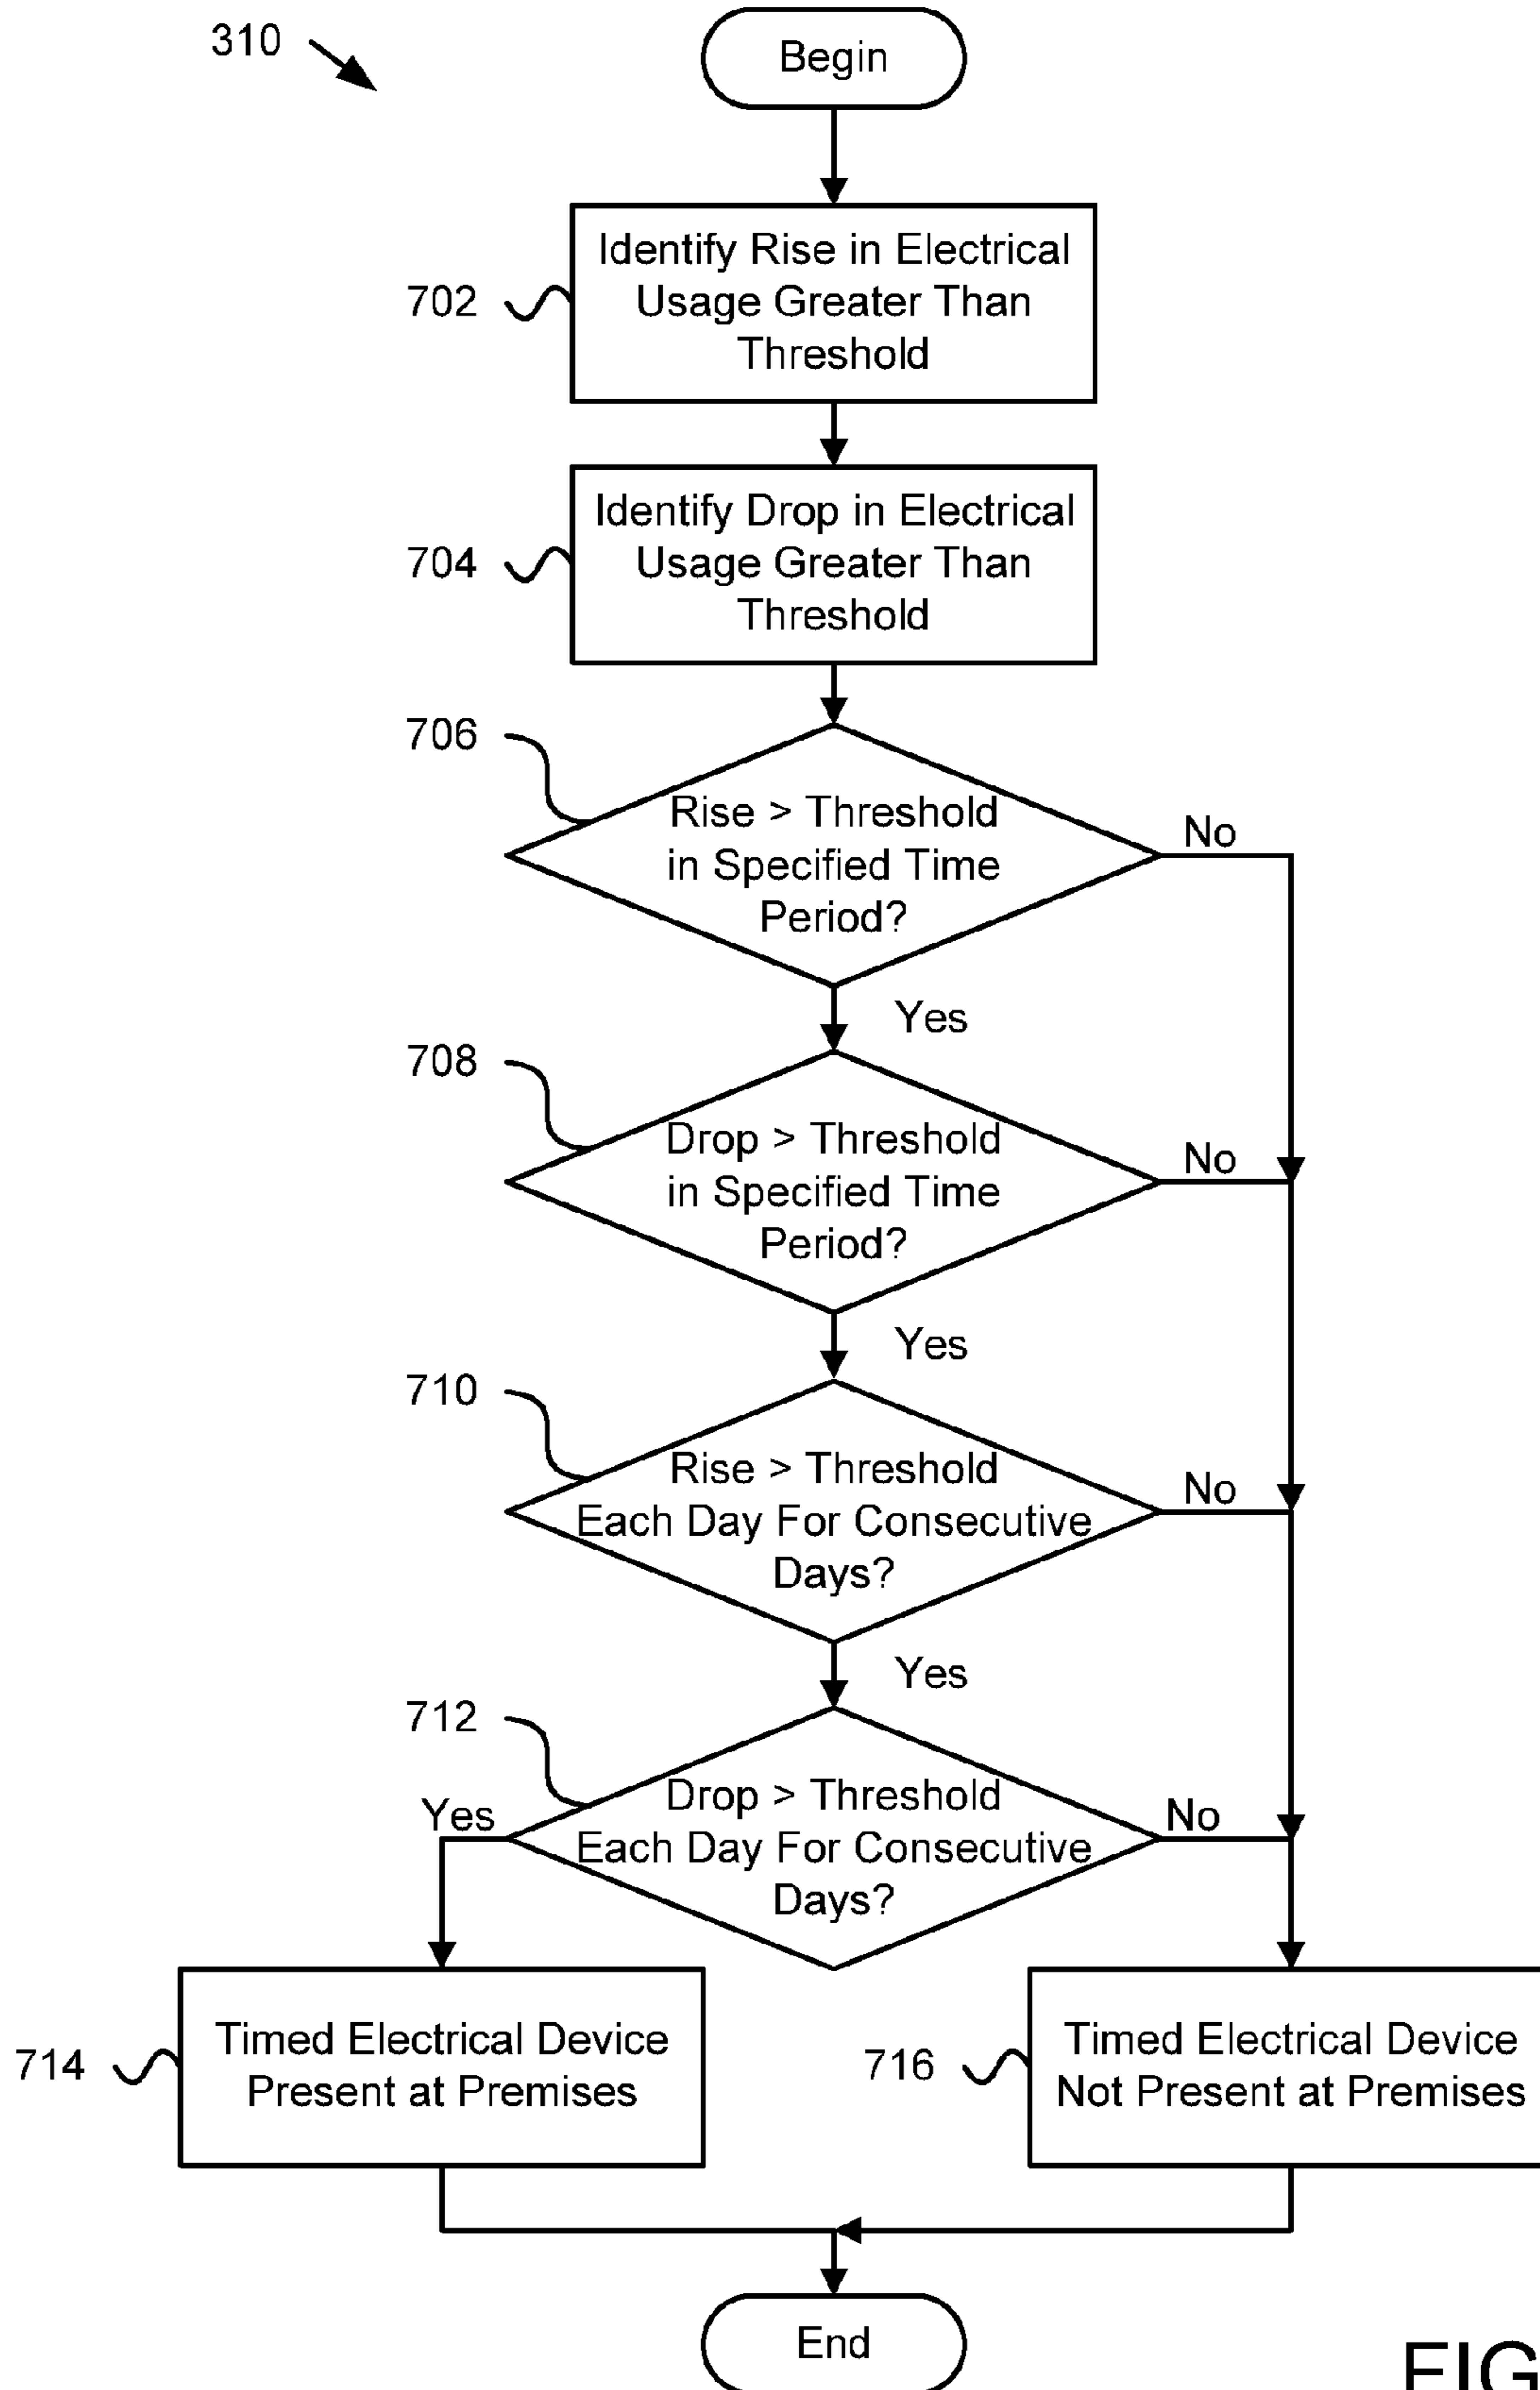 310
Begin
702
Identify Rise in Electrical
Usage Greater Than
Threshold
704
Identify Drop in Electrical
Usage Greater Than
Threshold
706
Rise > Threshold
in Specified Time
Period?
No
Yes
708
Drop > Threshold
in Specified Time
Period?
No
Yes
710
Rise > Threshold
Each Day For Consecutive
Days?
No
Yes
712
Drop > Threshold
Each Day For Consecutive
Days?
Yes
No
714
Timed Electrical Device
Present at Premises
716
Timed Electrical Device
Not Present at Premises
End
FIG